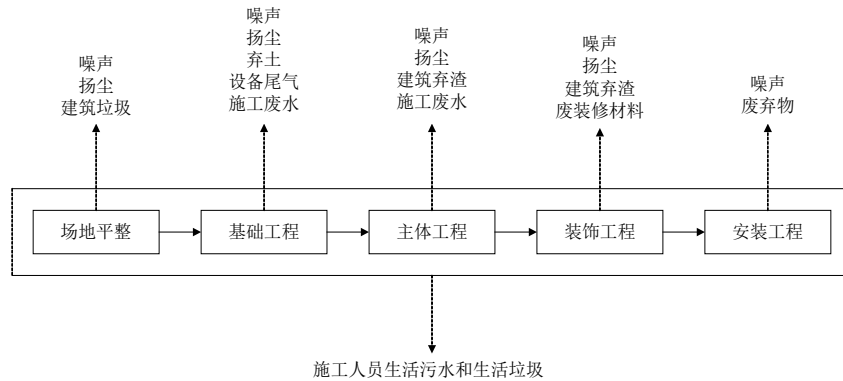 噪声
扬尘
建筑垃圾
噪声
扬尘
弃土
设备尾气
施工废水
噪声
扬尘
建筑弃渣
施工废水
噪声
扬尘
建筑弃渣
废装修材料
噪声
废弃物
场地平整
基础工程
主体工程
装饰工程
安装工程
施工人员生活污水和生活垃圾